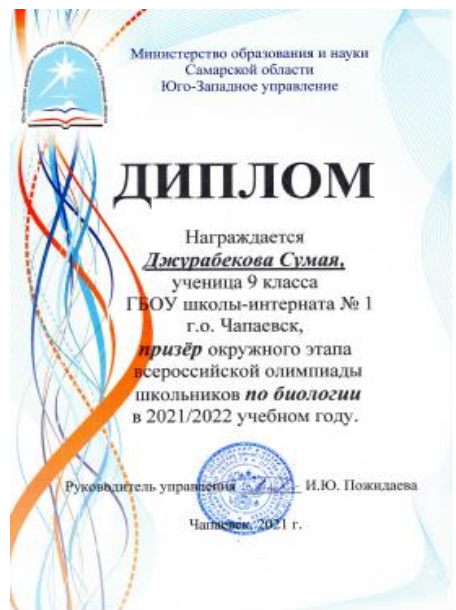 Министерство образования и науки
Самарской области
Юго-Западное управление
ДИПЛОМ
Награждается
Джурабекова Сумая,
ученица 9 класса
ГБОУ школы-интерната № 1
г.о. Чапаевск,
призёр окружного этапа
всероссийской олимпиады
школьников по биологии
в 2021/2022 учебном году.
Руководитель управления И.Ю. Пожидаева
Чапаевск, 2021 г.